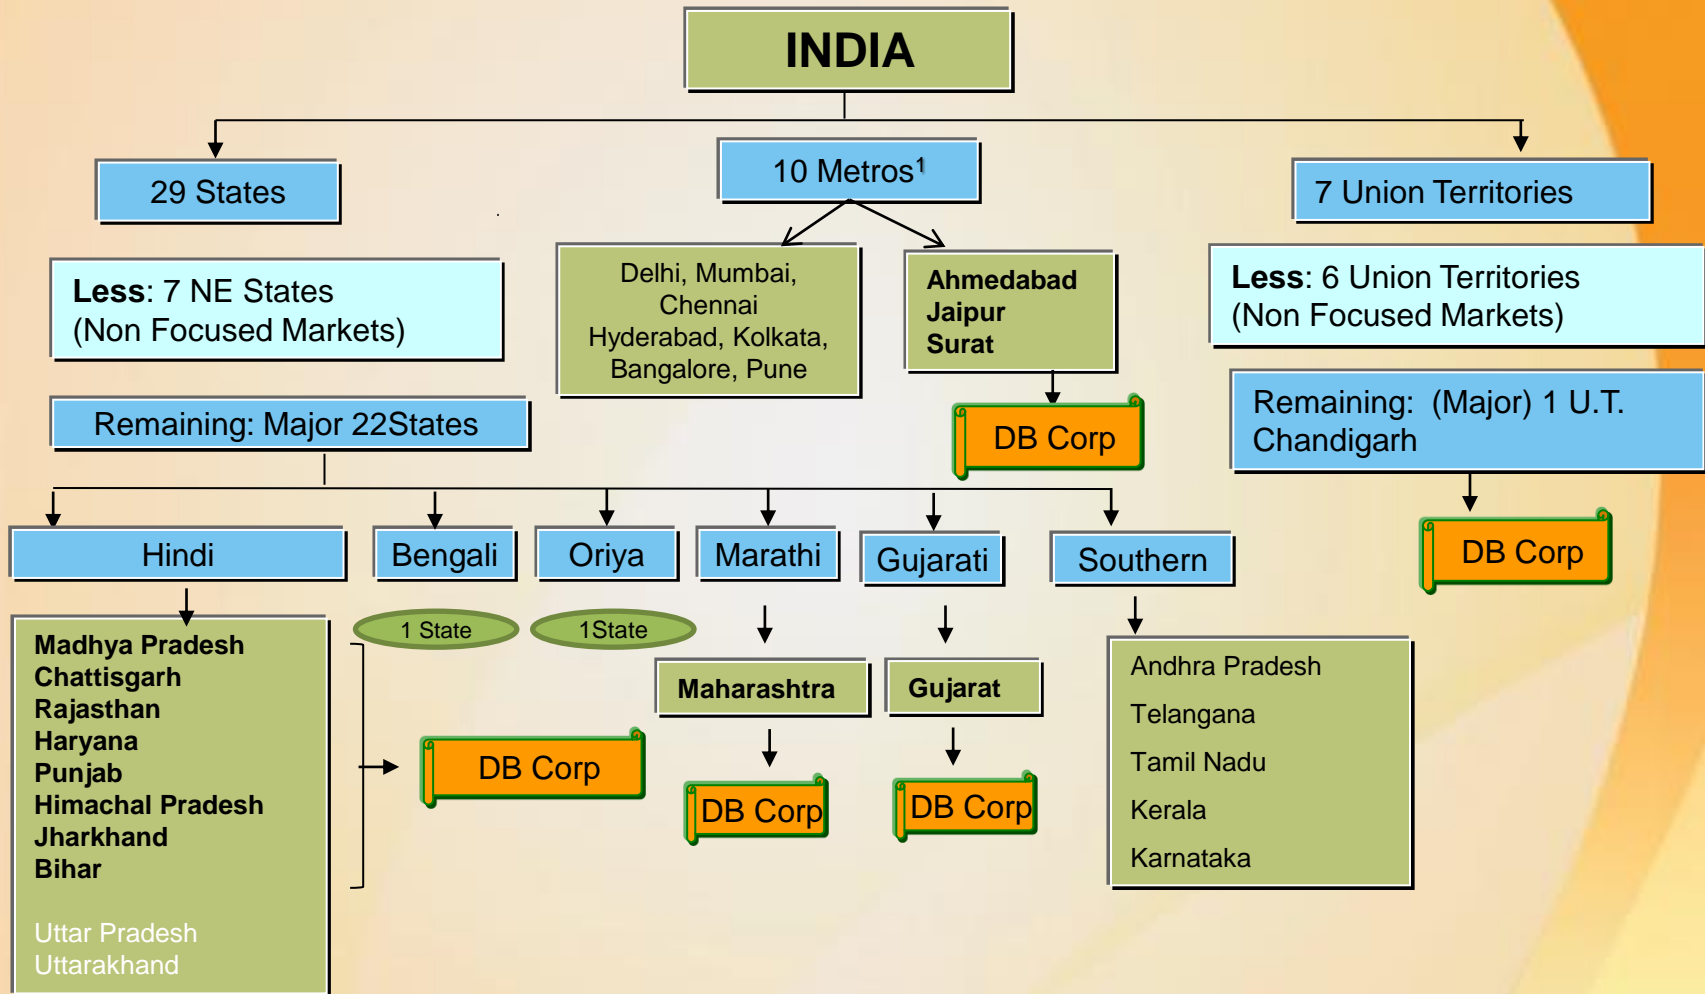 INDIA
29 States
10 Metros¹
7 Union Territories
Less: 7 NE States
(Non Focused Markets)
Delhi, Mumbai,
Chennai
Hyderabad, Kolkata,
Bangalore, Pune
Ahmedabad
Jaipur
Surat
Less: 6 Union Territories
(Non Focused Markets)
Remaining: Major 22States
DB Corp
Remaining: (Major) 1 U.T.
Chandigarh
DB Corp
Hindi
Bengali
Oriya
Marathi
Gujarati
Southern
1 State
1State
Madhya Pradesh
Chattisgarh
Rajasthan
Haryana
Punjab
Himachal Pradesh
Jharkhand
Bihar
Uttar Pradesh
Uttarakhand
DB Corp
Maharashtra
DB Corp
Gujarat
DB Corp
Andhra Pradesh
Telangana
Tamil Nadu
Kerala
Karnataka